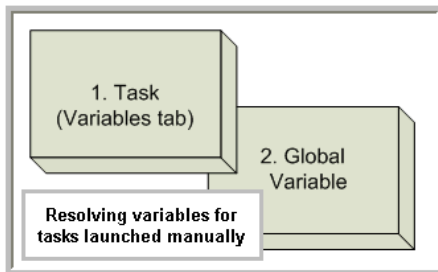 1. Task
(Variables tab)
2. Global
Variable
Resolving variables for
tasks launched manually